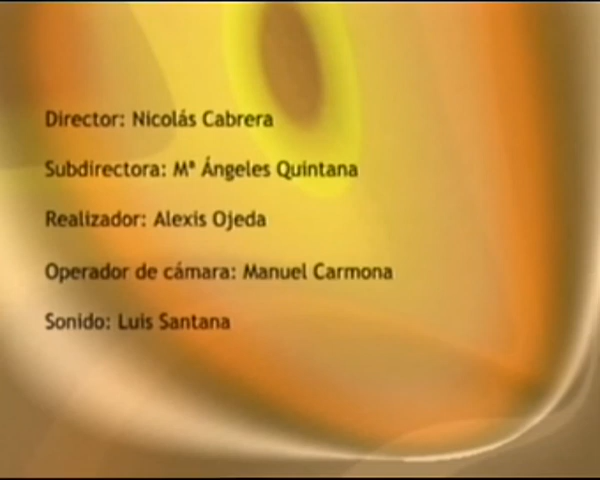 Director: Nicolás Cabrera
Subdirectora: Mª Ángeles Quintana
Realizador: Alexis Ojeda
Operador de cámara: Manuel Carmona
Sonido: Luis Santana